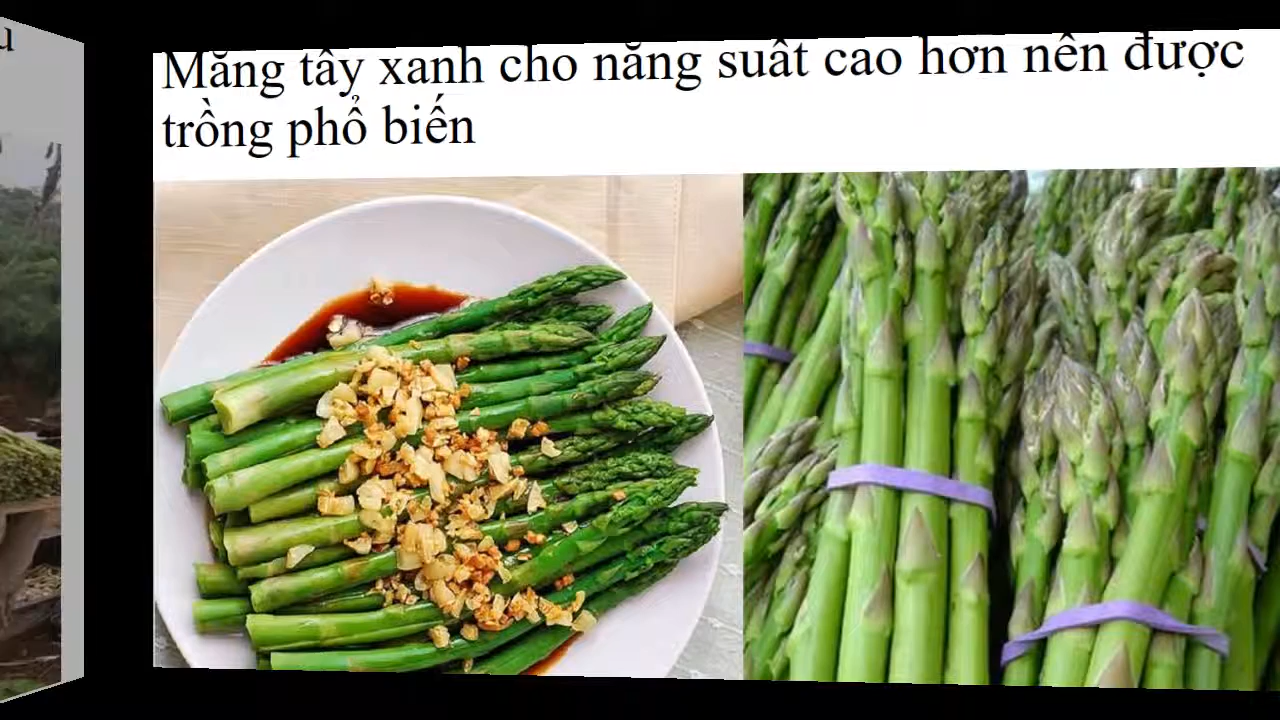 Măng tây xanh cho năng suất cao hơn nên được
trồng phổ biến